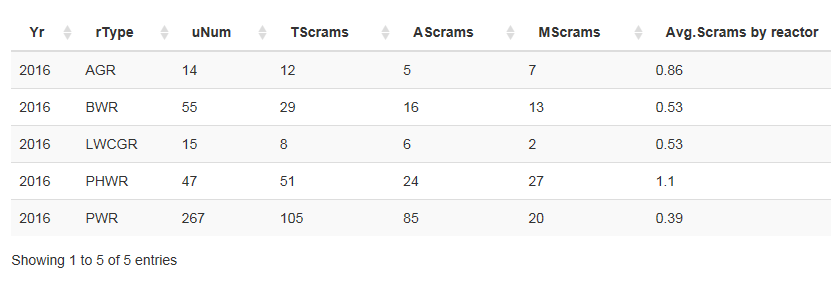 Yr rType uNum TScrams AScrams MScrams Avg.Scrams by reactor
2016 AGR 14 12 5 7 0.86
2016 BWR 55 29 16 13 0.53
2016 LWCGR 15 8 6 2 0.53
2016 PHWR 47 51 24 27 1.1
2016 PWR 267 105 85 20 0.39
Showing 1 to 5 of 5 entries